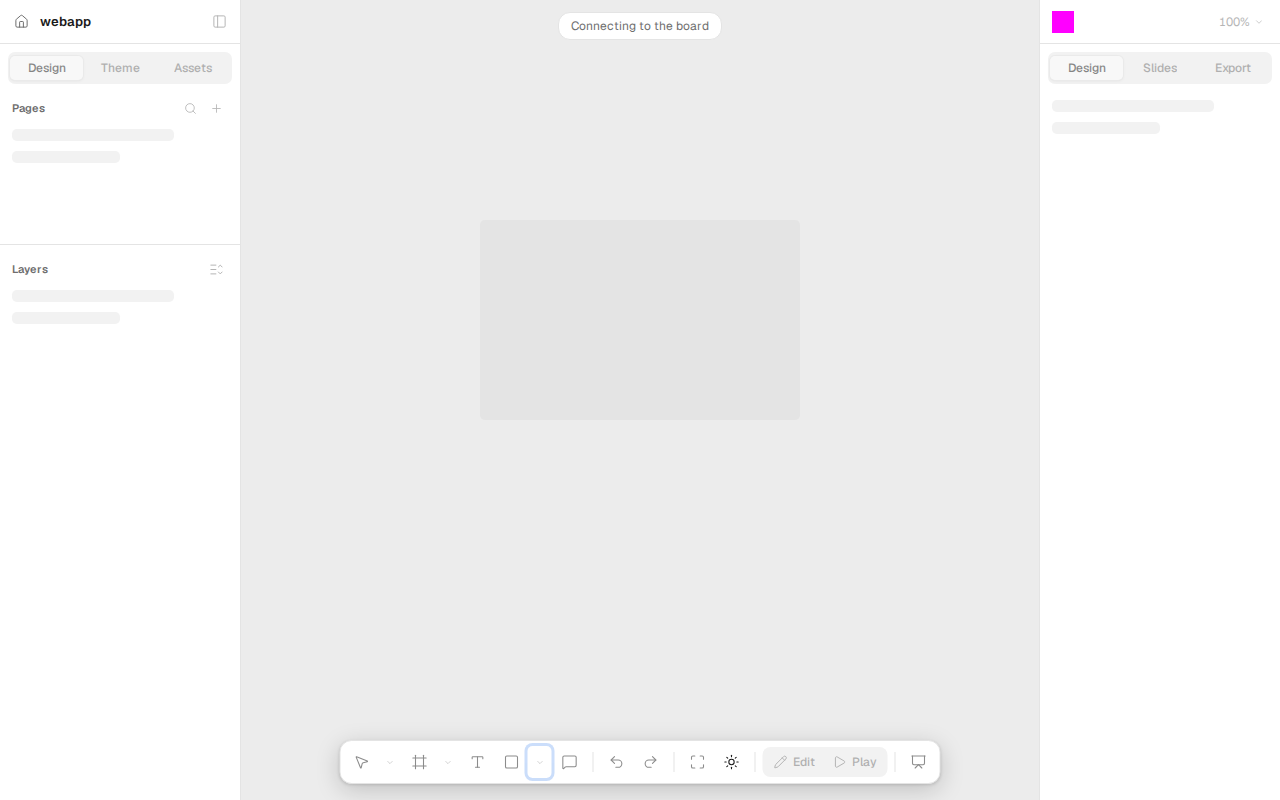 webapp
Design Theme Assets
Pages
Layers
Connecting to the board
100%
Design Slides Export
Edit Play